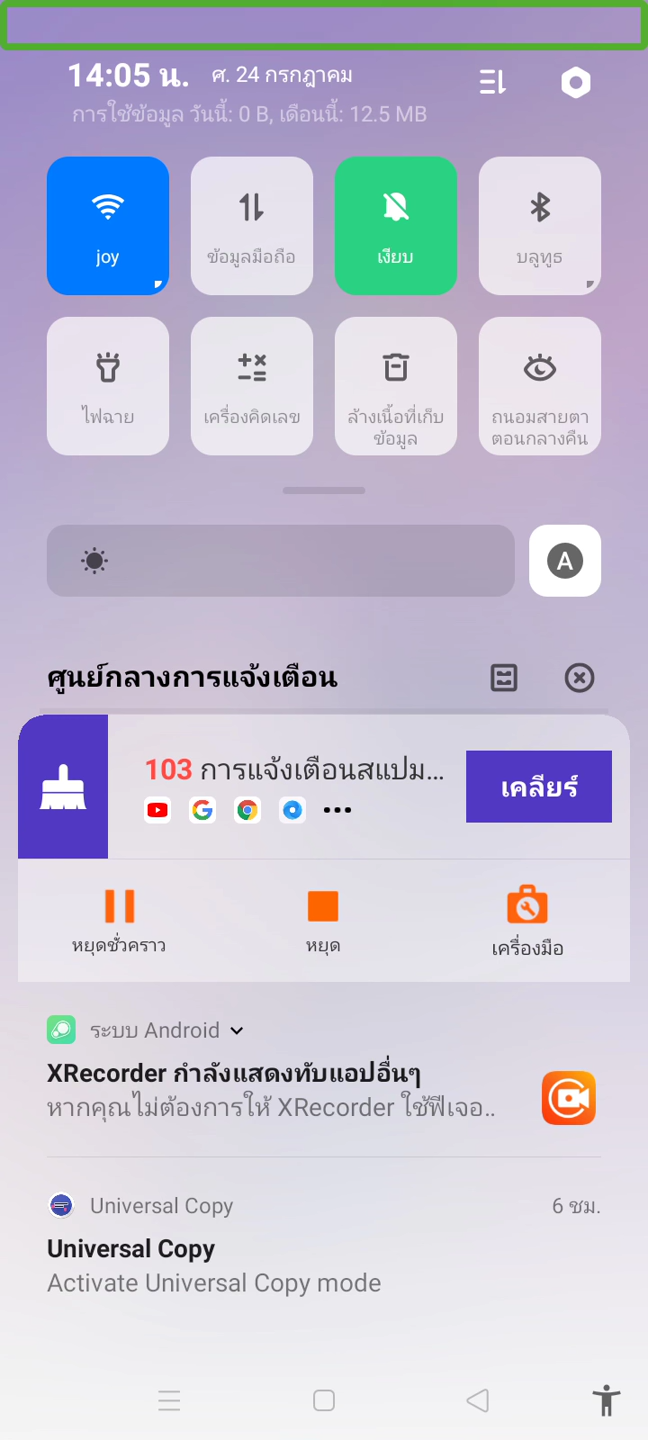 14:05 น. ศ. 24 กรกฎาคม
การใช้ข้อมูล วันนี้: 0 B, เดือนนี้: 12.5 MB
joy
ข้อมูลมือถือ
เงียบ
บลูทูธ
ไฟฉาย
เครื่องคิดเลข
ล้างเนื้อที่เก็บ
ข้อมูล
ถนอมสายตา
ตอนกลางคืน
A
ศูนย์กลางการแจ้งเตือน
103 การแจ้งเตือนสแปม...
เคลียร์
หยุดชั่วคราว
หยุด
เครื่องมือ
ระบบ Android
XRecorder กำลังแสดงทับแอปอื่นๆ
หากคุณไม่ต้องการให้ XRecorder ใช้ฟีเจอ..
Universal Copy 6 ชม.
Universal Copy
Activate Universal Copy mode